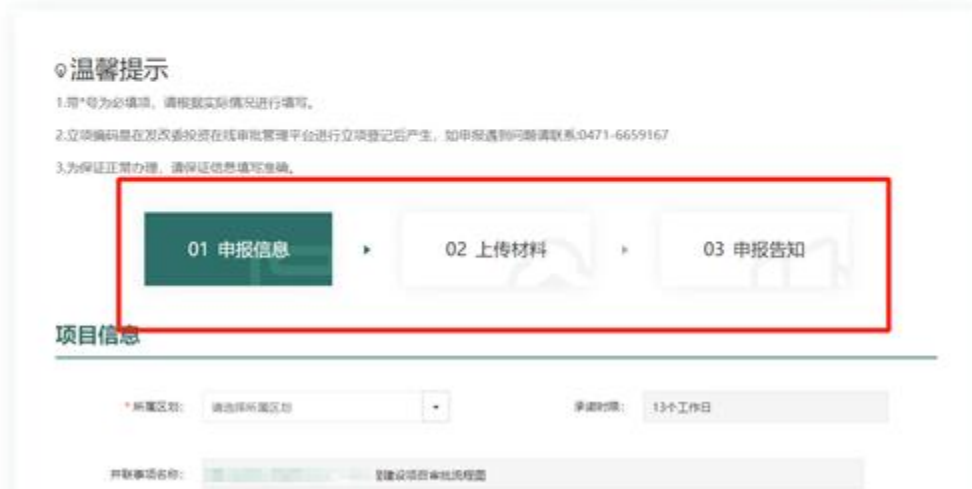 温馨提示
1.带*号为必填项，请根据实际情况进行填写。
2.立项编码是在发改委投资在线审批管理平台进行立项登记后产生，如申报遇到问题请联系:0471-6659167
3.为保证正常办理，请保证信息填写准确。
01 申报信息 02 上传材料 03 申报告知
项目信息
*所属区划： 请选择所属区划 承诺时限： 13个工作日
并联事项名称： 建设项目审批流程图